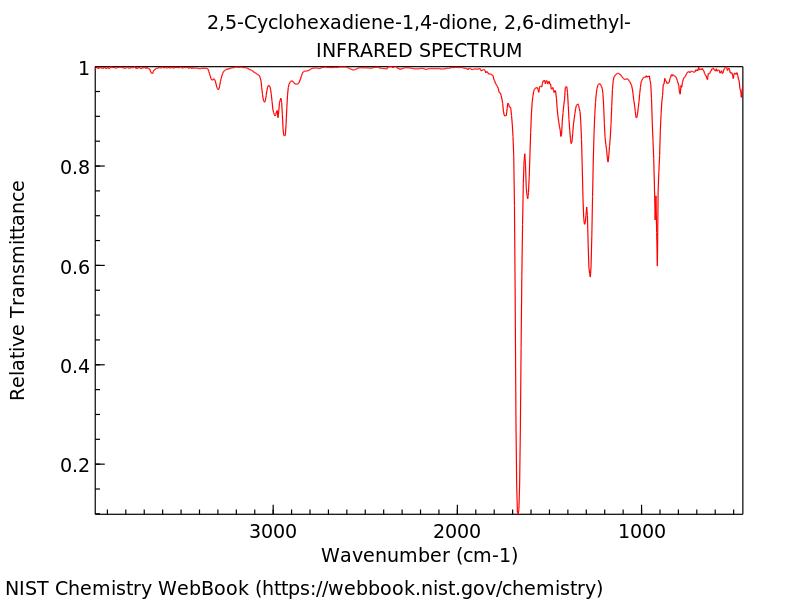 2,5-Cyclohexadiene-1,4-dione, 2,6-dimethyl-
INFRARED SPECTRUM
1
0.8
0.6
0.4
0.2
Relative Transmittance
3000 2000 1000
Wavenumber (cm-1)
NIST Chemistry WebBook (https://webbook.nist.gov/chemistry)